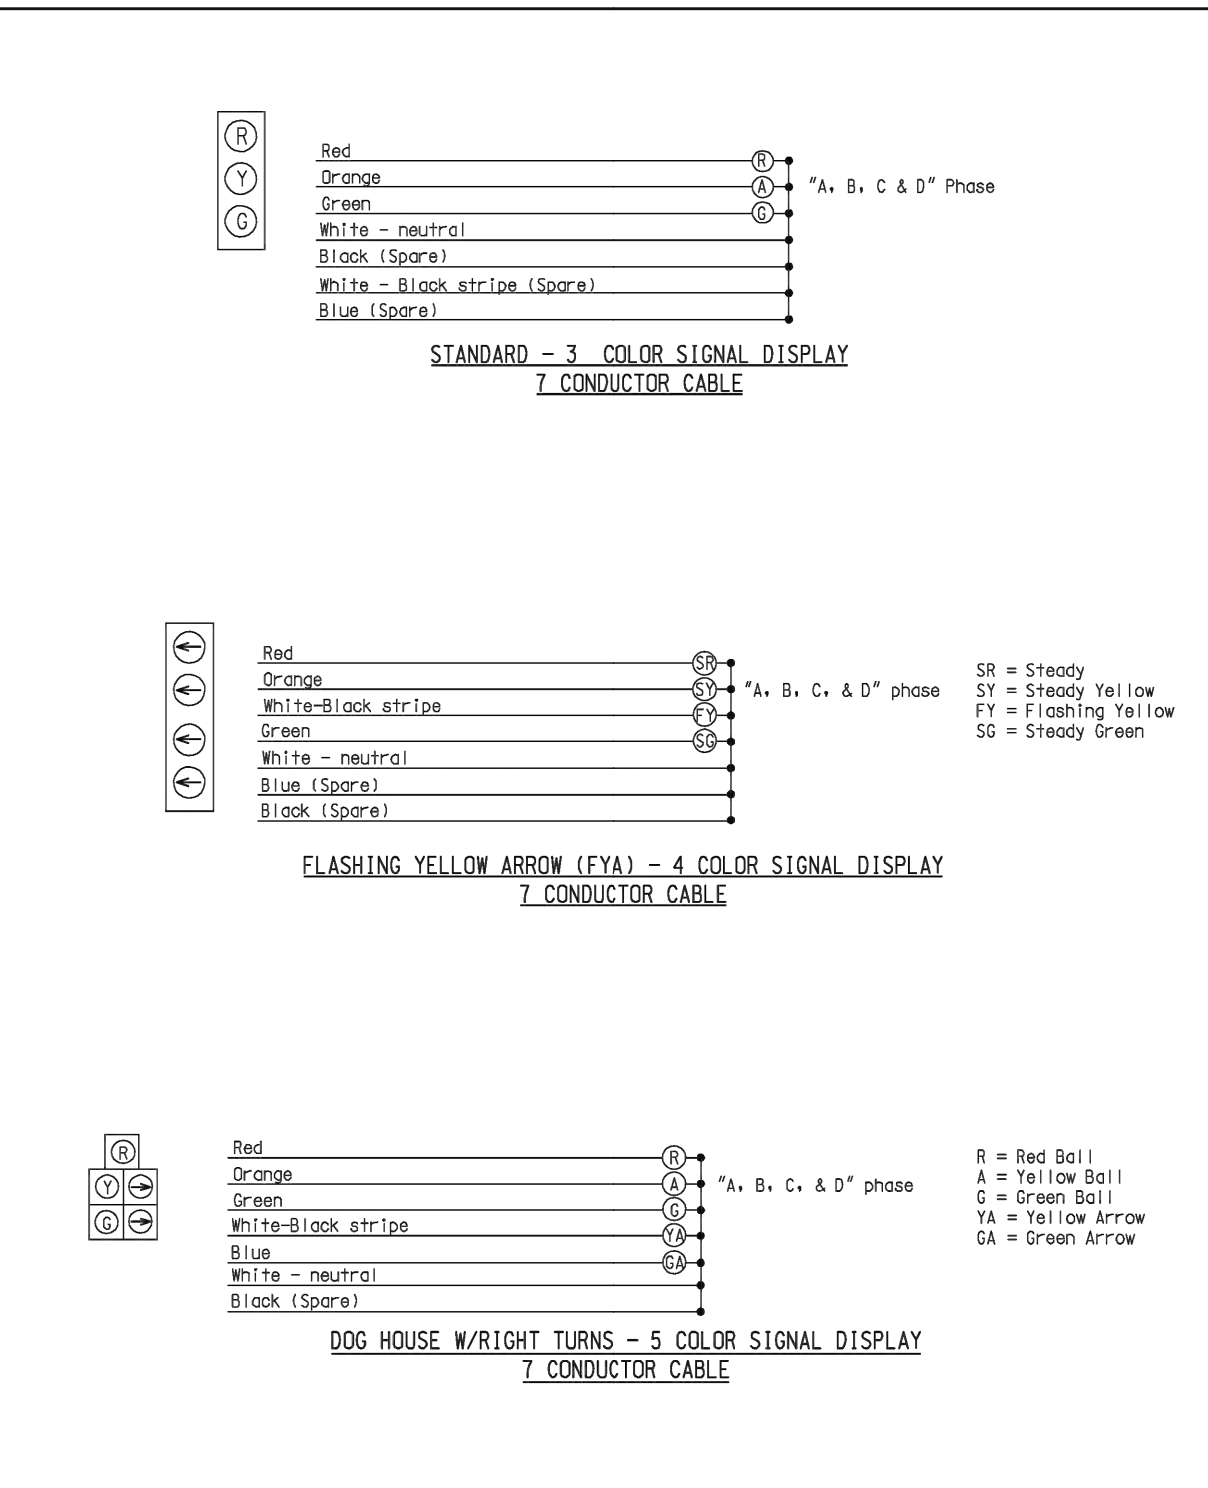 R
Y
G
Red
R
Orange
A
"A, B, C & D" Phase
Green
G
White - neutral
Black (Spare)
White - Black stripe (Spare)
Blue (Spare)
STANDARD - 3 COLOR SIGNAL DISPLAY
7 CONDUCTOR CABLE
Red
SR
Orange
SY
"A, B, C, & D" phase
White-Black stripe
FY
Green
SG
White - neutral
Blue (Spare)
Black (Spare)
SR = Steady
SY = Steady Yellow
FY = Flashing Yellow
SG = Steady Green
FLASHING YELLOW ARROW (FYA) - 4 COLOR SIGNAL DISPLAY
7 CONDUCTOR CABLE
R
Y
G
Red
R
Orange
A
"A, B, C, & D" phase
Green
G
White-Black stripe
YA
Blue
GA
White - neutral
Black (Spare)
R = Red Ball
A = Yellow Ball
G = Green Ball
YA = Yellow Arrow
GA = Green Arrow
DOG HOUSE W/RIGHT TURNS - 5 COLOR SIGNAL DISPLAY
7 CONDUCTOR CABLE